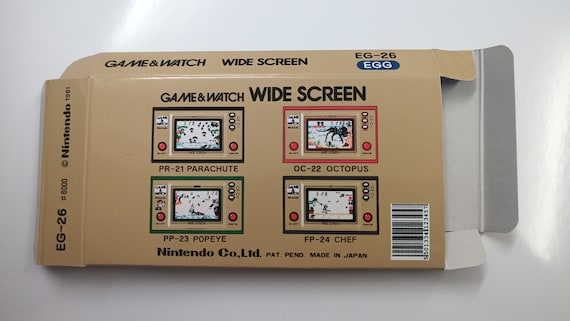 GAME&WATCH WIDE SCREEN
EG-26
EGG
GAME&WATCH WIDE SCREEN
PR-21 PARACHUTE
OC-22 OCTOPUS
PP-23 POPEYE
FP-24 CHEF
Nintendo Co., Ltd. PAT. PEND. MADE IN JAPAN
EG-26 #6000 © Nintendo 1981